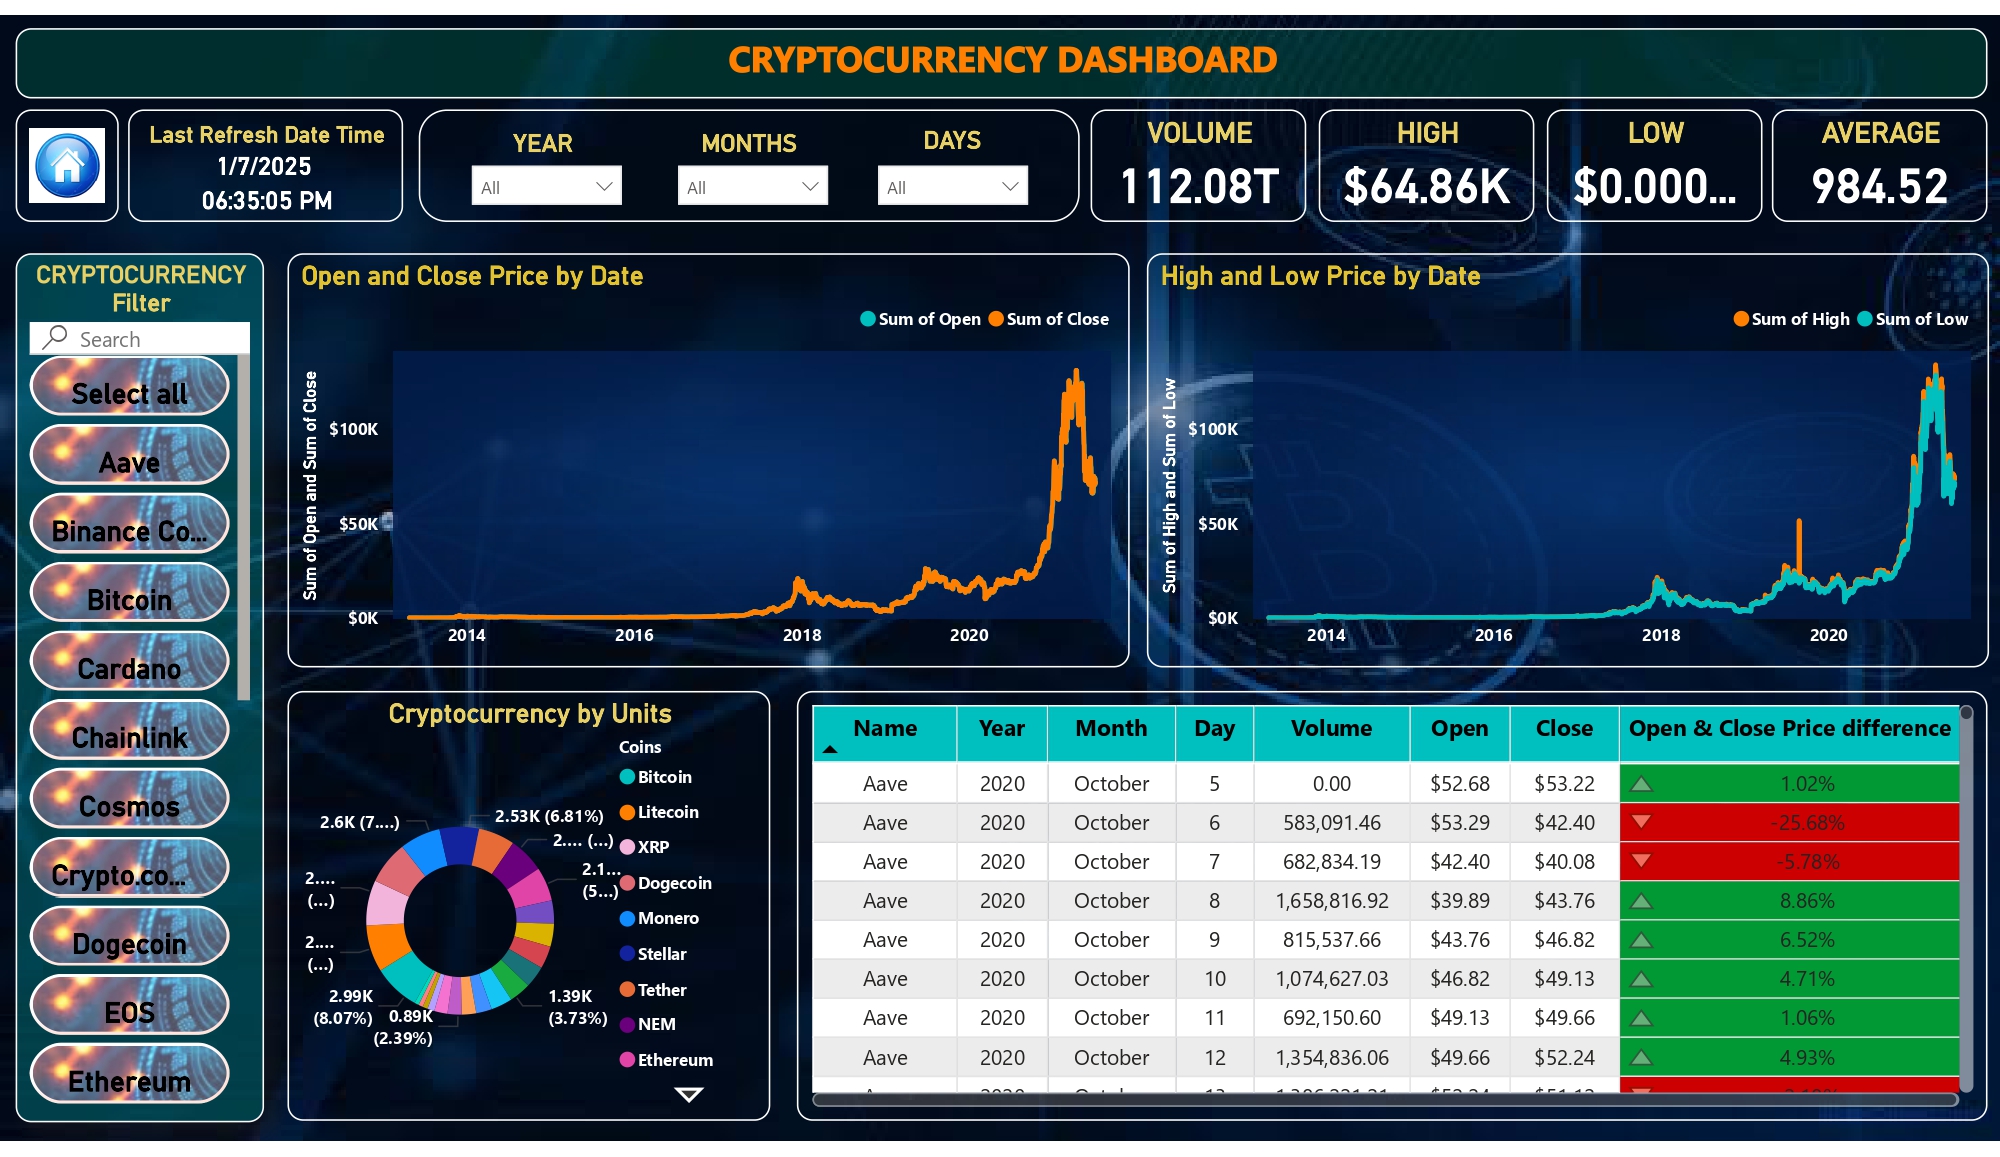 CRYPTOCURRENCY DASHBOARD
Last Refresh Date Time
1/7/2025
06:35:05 PM
YEAR
All
MONTHS
All
DAYS
All
VOLUME
112.08T
HIGH
$64.86K
LOW
$0.000...
AVERAGE
984.52
CRYPTOCURRENCY
Filter
Search
Select all
Aave
Binance Co...
Bitcoin
Cardano
Chainlink
Cosmos
Crypto.co...
Dogecoin
EOS
Ethereum
Open and Close Price by Date
Sum of Open Sum of Close
Sum of Open and Sum of Close
$100K
$50K
$0K
2014 2016 2018 2020
High and Low Price by Date
Sum of High Sum of Low
Sum of High and Sum of Low
$100K
$50K
$0K
2014 2016 2018 2020
Cryptocurrency by Units
Coins
Bitcoin
Litecoin
XRP
Dogecoin
Monero
Stellar
Tether
NEM
Ethereum
2.53K (6.81%)
2.... (...)
2.1...
(5...)
1.39K
(3.73%)
0.89K
(2.39%)
2.99K
(8.07%)
2....
(...)
2....
(...)
2.6K (7....)
Name Year Month Day Volume Open Close Open & Close Price difference
Aave 2020 October 5 0.00 $52.68 $53.22 1.02%
Aave 2020 October 6 583,091.46 $53.29 $42.40 -25.68%
Aave 2020 October 7 682,834.19 $42.40 $40.08 -5.78%
Aave 2020 October 8 1,658,816.92 $39.89 $43.76 8.86%
Aave 2020 October 9 815,537.66 $43.76 $46.82 6.52%
Aave 2020 October 10 1,074,627.03 $46.82 $49.13 4.71%
Aave 2020 October 11 692,150.60 $49.13 $49.66 1.06%
Aave 2020 October 12 1,354,836.06 $49.66 $52.24 4.93%